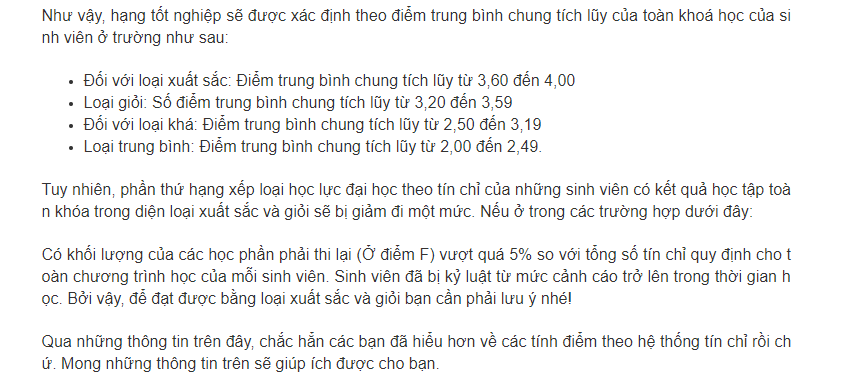 Như vậy, hạng tốt nghiệp sẽ được xác định theo điểm trung bình chung tích lũy của toàn khoá học của si
nh viên ở trường như sau:
• Đối với loại xuất sắc: Điểm trung bình chung tích lũy từ 3,60 đến 4,00
• Loại giỏi: Số điểm trung bình chung tích lũy từ 3,20 đến 3,59
• Đối với loại khá: Điểm trung bình chung tích lũy từ 2,50 đến 3,19
• Loại trung bình: Điểm trung bình chung tích lũy từ 2,00 đến 2,49.
Tuy nhiên, phần thứ hạng xếp loại học lực đại học theo tín chỉ của những sinh viên có kết quả học tập toà
n khóa trong diện loại xuất sắc và giỏi sẽ bị giảm đi một mức. Nếu ở trong các trường hợp dưới đây:
Có khối lượng của các học phần phải thi lại (Ở điểm F) vượt quá 5% so với tổng số tín chỉ quy định cho t
oàn chương trình học của mỗi sinh viên. Sinh viên đã bị kỷ luật từ mức cảnh cáo trở lên trong thời gian h
ọc. Bởi vậy, để đạt được bằng loại xuất sắc và giỏi bạn cần phải lưu ý nhé!
Qua những thông tin trên đây, chắc hẳn các bạn đã hiểu hơn về các tính điểm theo hệ thống tín chỉ rồi ch
ứ. Mong những thông tin trên sẽ giúp ích được cho bạn.